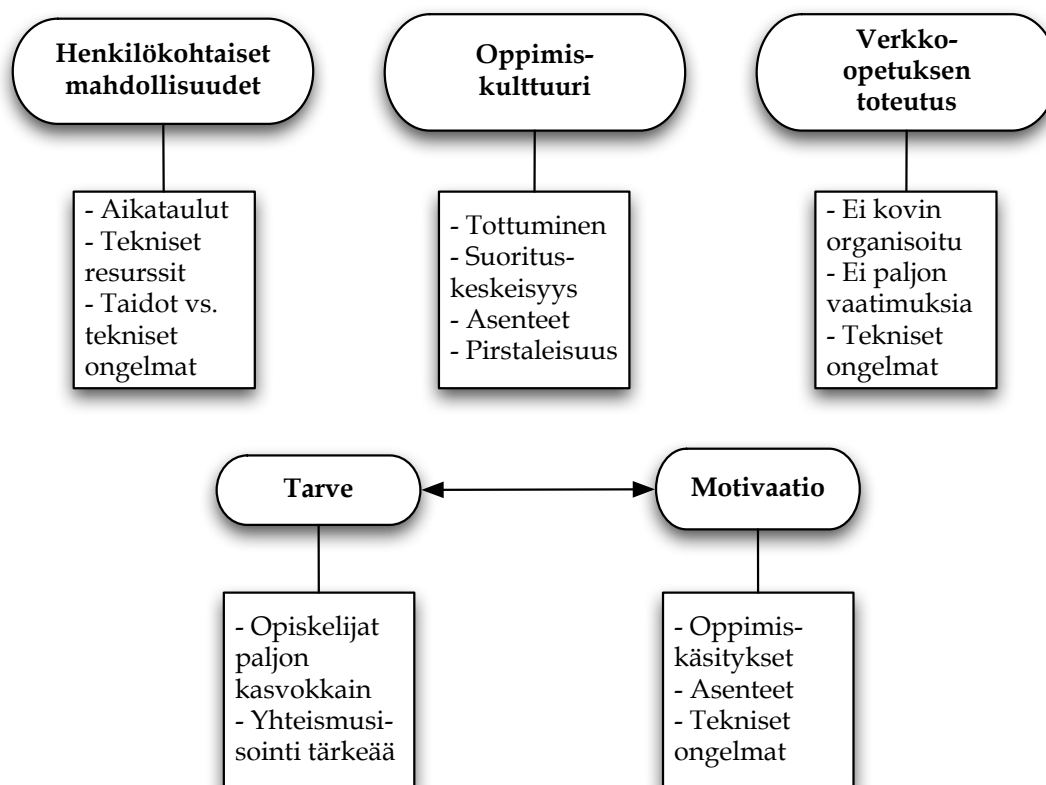 Henkilökohtaiset
mahdollisuudet
- Aikataulut
- Tekniset
resurssit
- Taidot vs.
tekniset
ongelmat
Oppimis-
kulttuuri
- Tottuminen
- Suoritus-
keskeisyys
- Asenteet
- Pirstaleisuus
Verkko-
opetuksen
toteutus
- Ei kovin
organisoitu
- Ei paljon
vaatimuksia
- Tekniset
ongelmat
Tarve
- Opiskelijat
paljon
kasvokkain
- Yhteismusi-
sointi tärkeää
Motivaatio
- Oppimis-
käsitykset
- Asenteet
- Tekniset
ongelmat